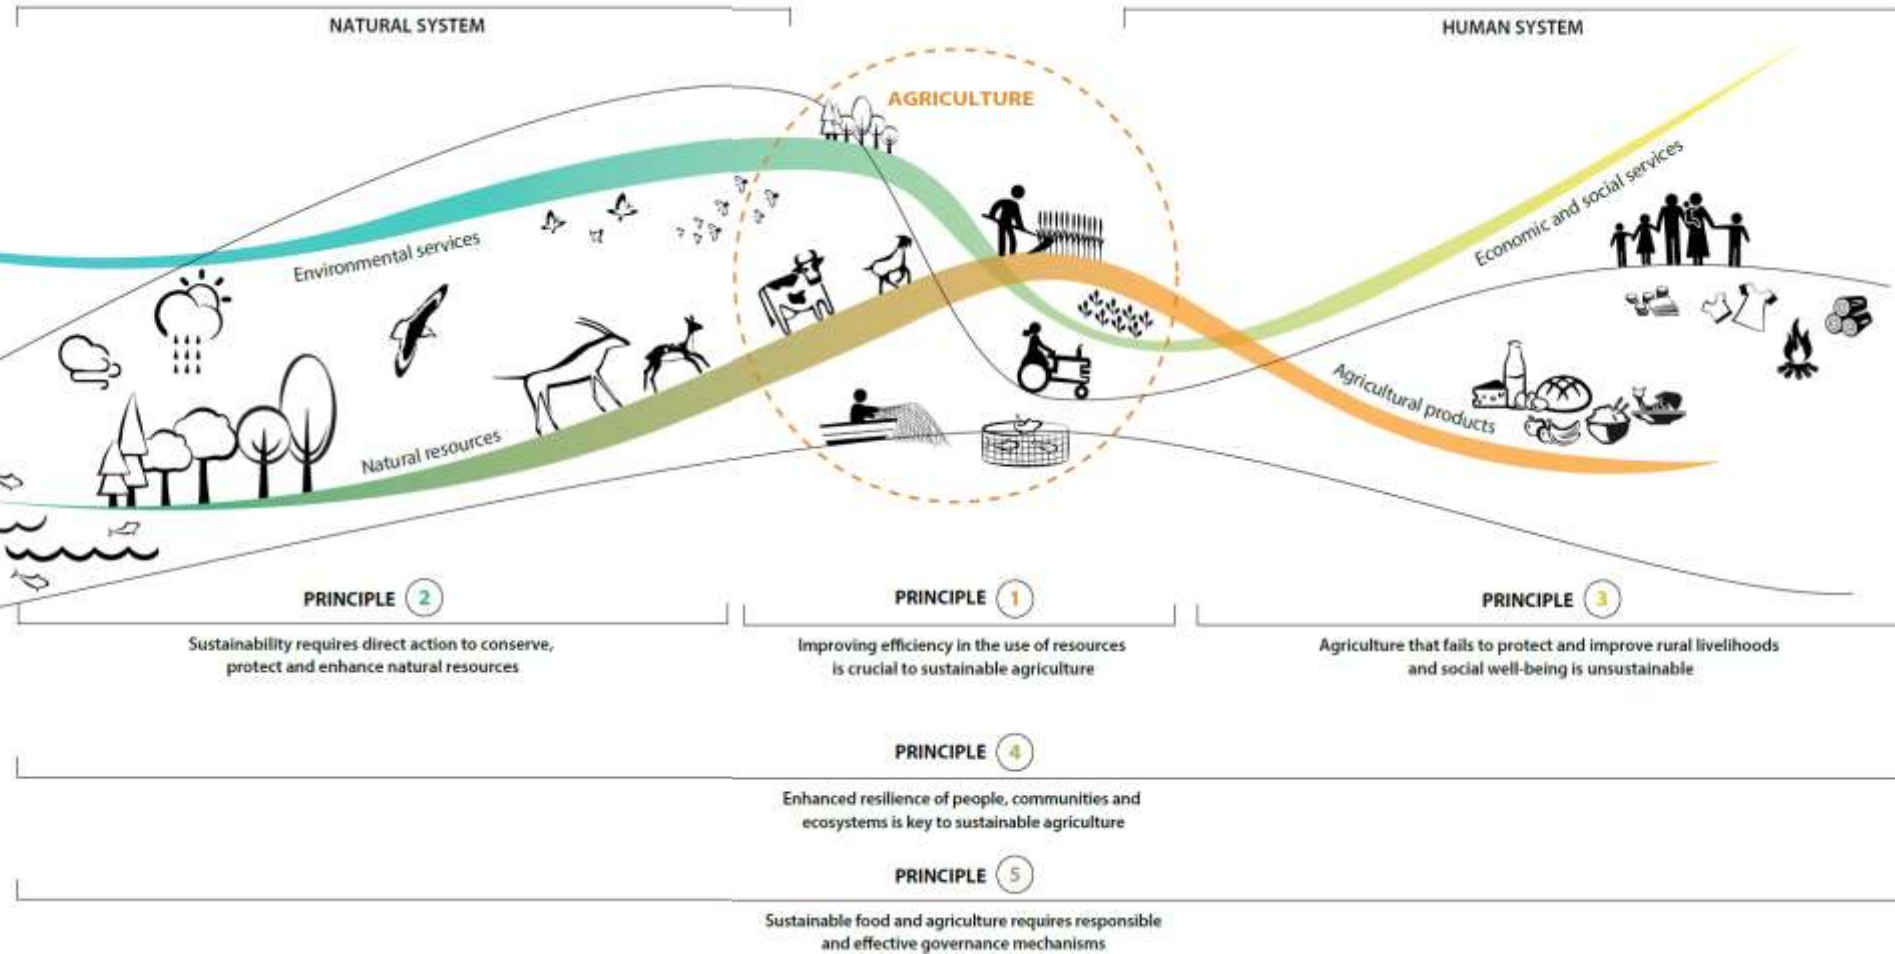 NATURAL SYSTEM
HUMAN SYSTEM
AGRICULTURE
Environmental services
Economic and social services
Natural resources
Agricultural products
PRINCIPLE 2
Sustainability requires direct action to conserve,
protect and enhance natural resources
PRINCIPLE 1
Improving efficiency in the use of resources
is crucial to sustainable agriculture
PRINCIPLE 3
Agriculture that fails to protect and improve rural livelihoods
and social well-being is unsustainable
PRINCIPLE 4
Enhanced resilience of people, communities and
ecosystems is key to sustainable agriculture
PRINCIPLE 5
Sustainable food and agriculture requires responsible
and effective governance mechanisms